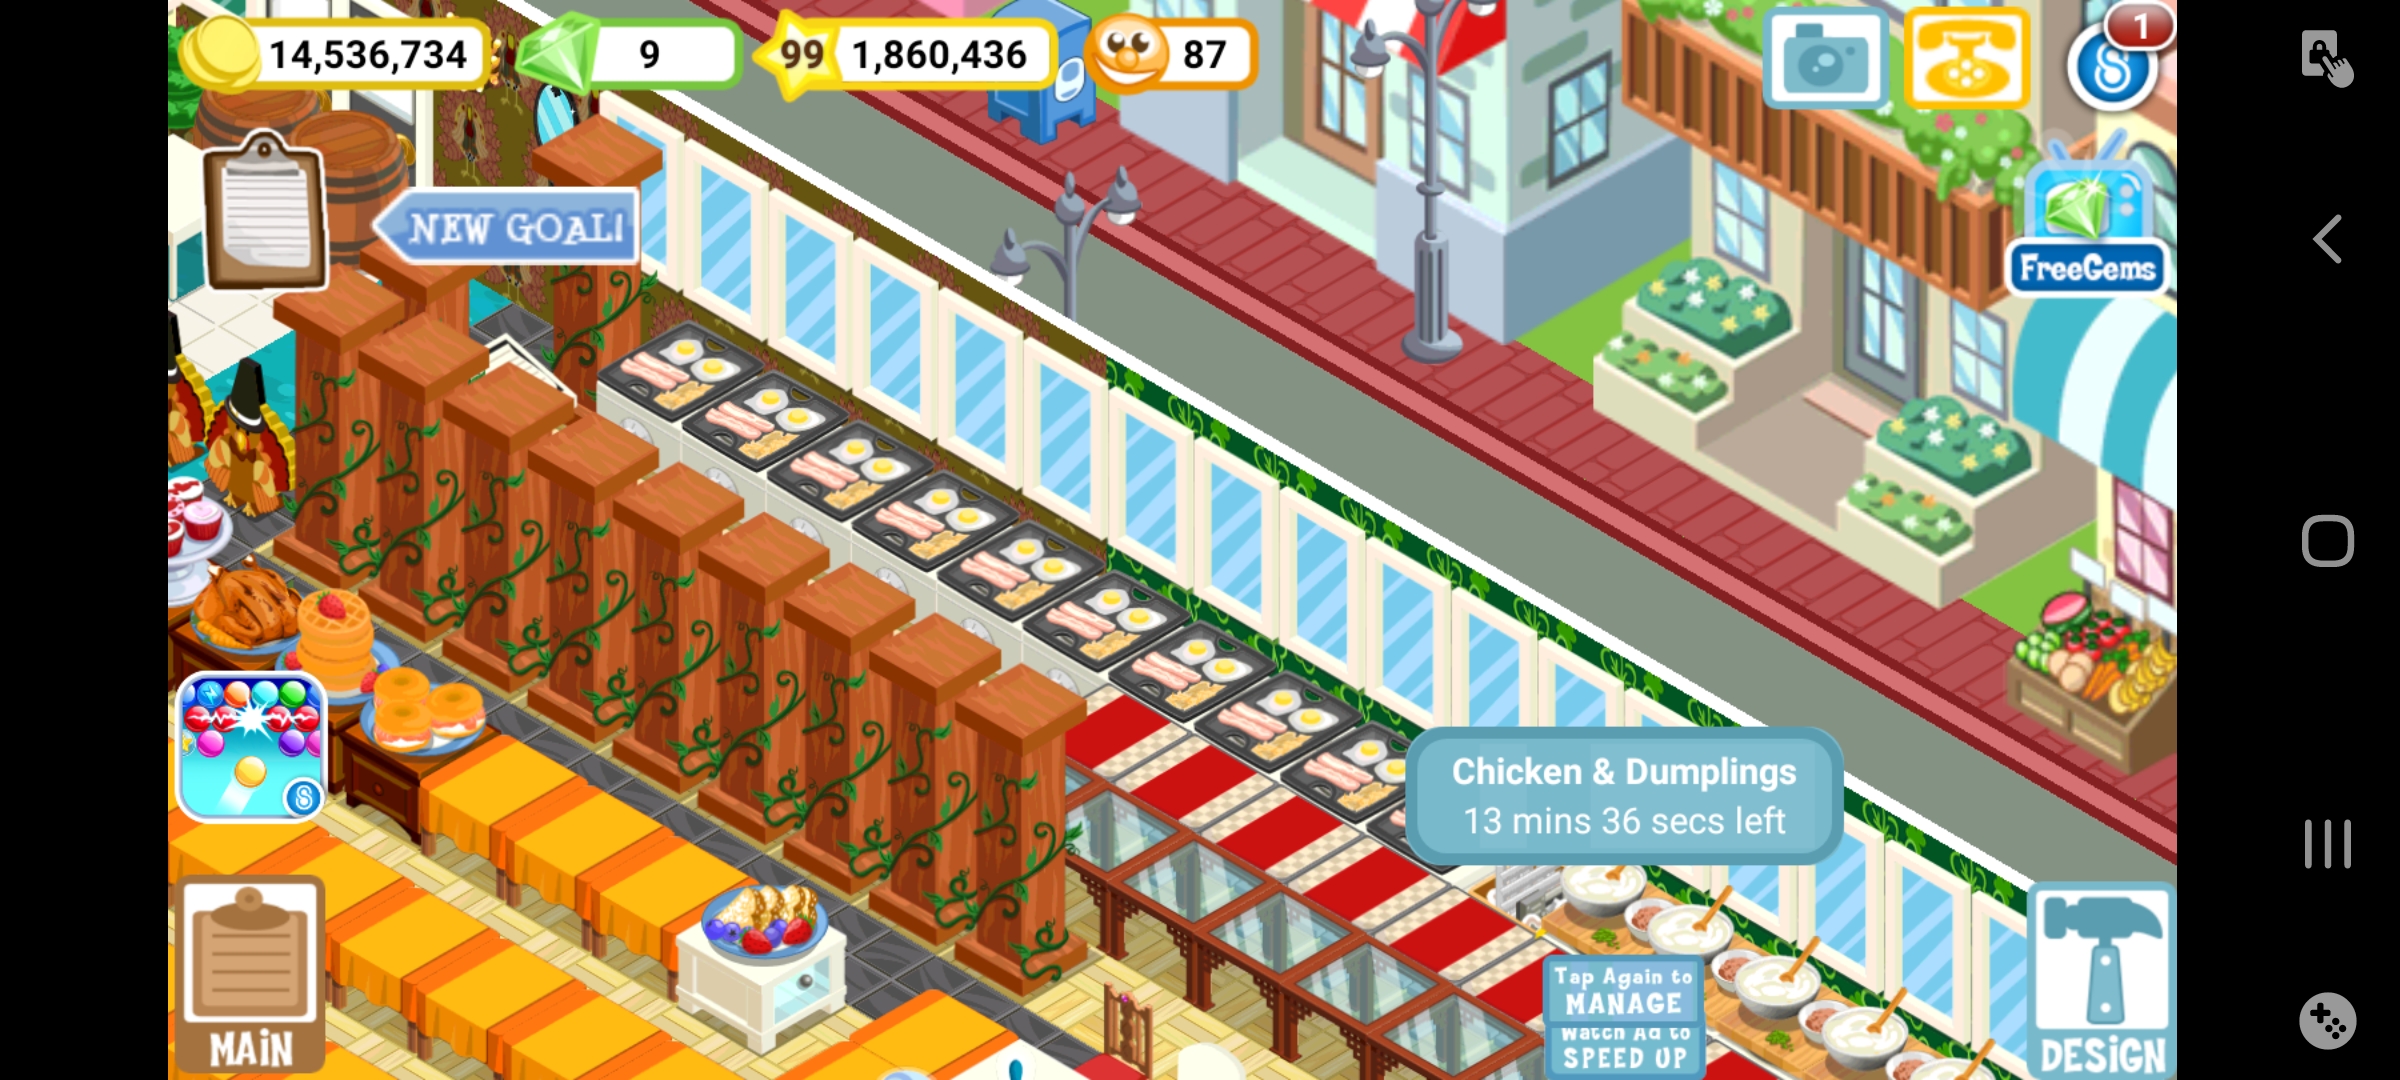 14,536,734
9
99
1,860,436
87
1
NEW GOAL!
FreeGems
Chicken & Dumplings
13 mins 36 secs left
Tap Again to
MANAGE
Watch Ad to
SPEED UP
MAIN
DESIGN